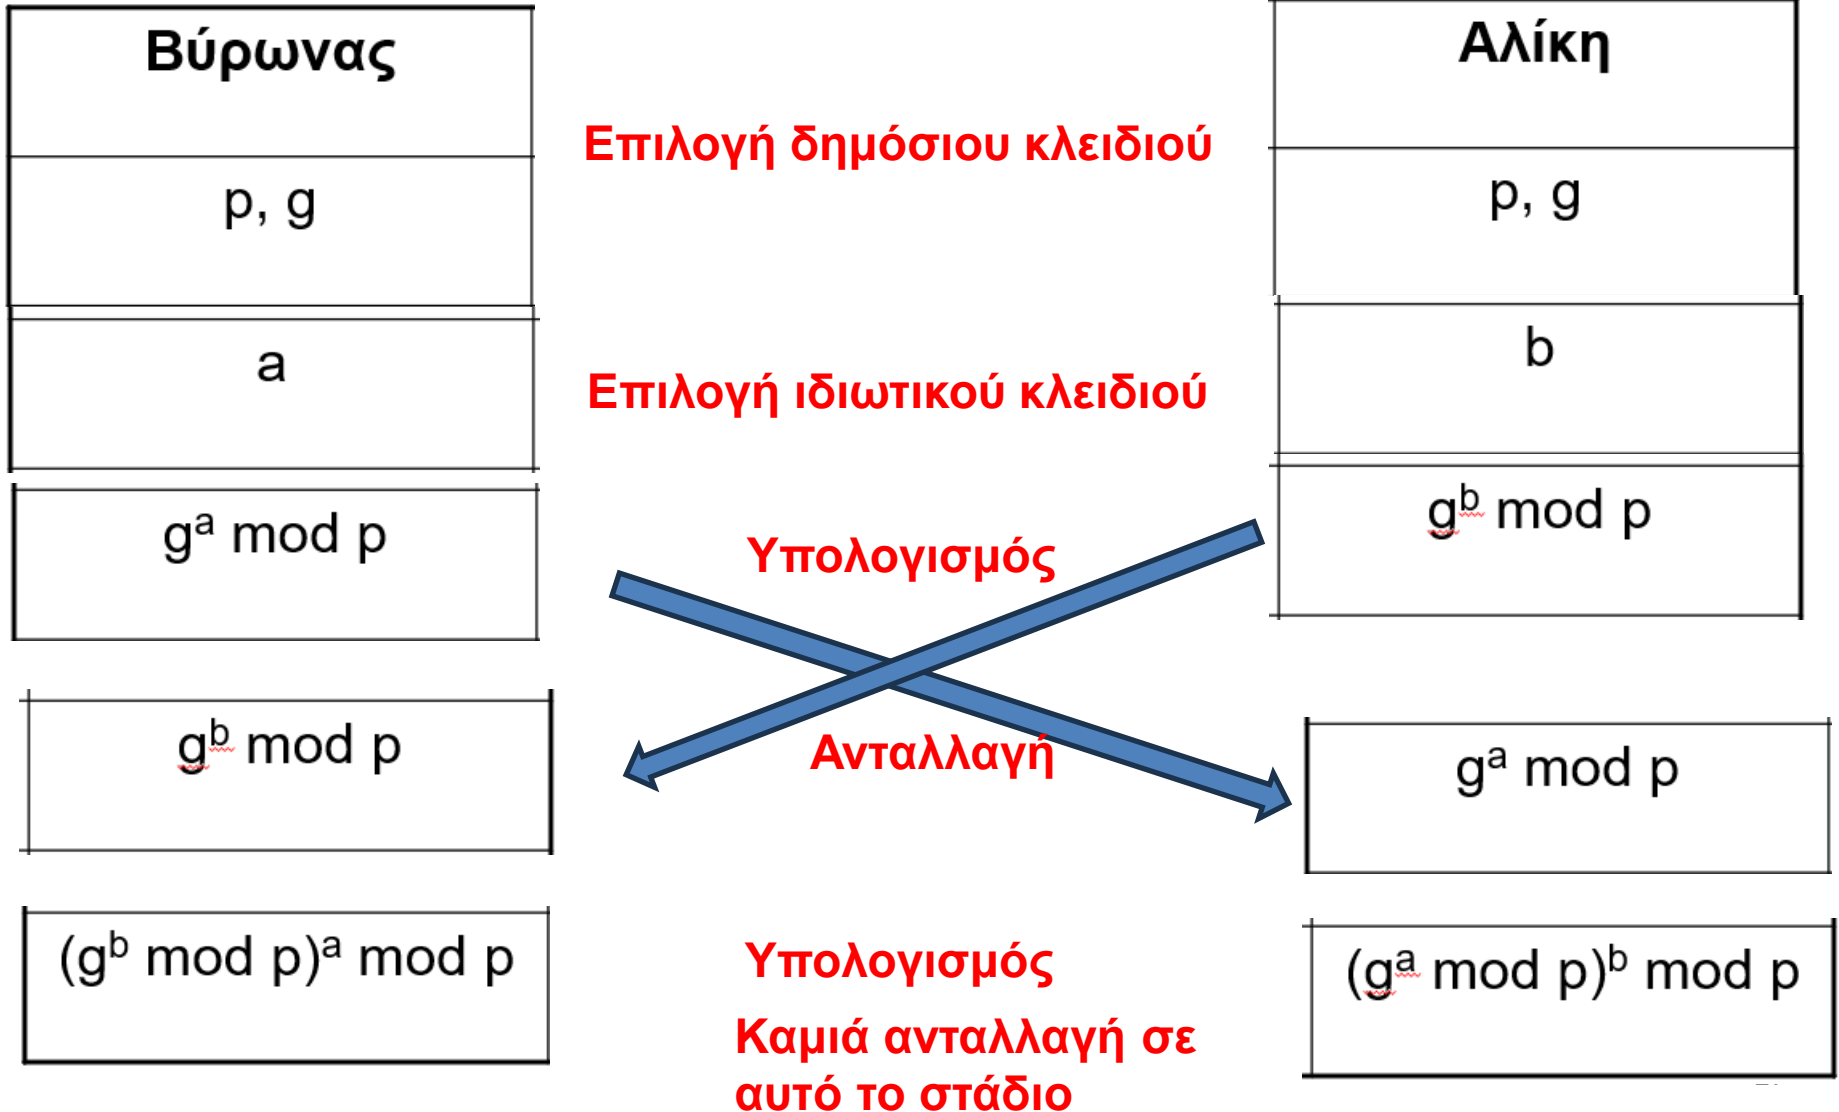 Βύρωνας
Αλίκη
Επιλογή δημόσιου κλειδιού
p, g
p, g
a
Επιλογή ιδιωτικού κλειδιού
b
gᵃ mod p
Υπολογισμός
gᵇ mod p
gᵇ mod p
Ανταλλαγή
gᵃ mod p
(gᵇ mod p)ᵃ mod p
Υπολογισμός
(gᵃ mod p)ᵇ mod p
Καμιά ανταλλαγή σε
αυτό το στάδιο